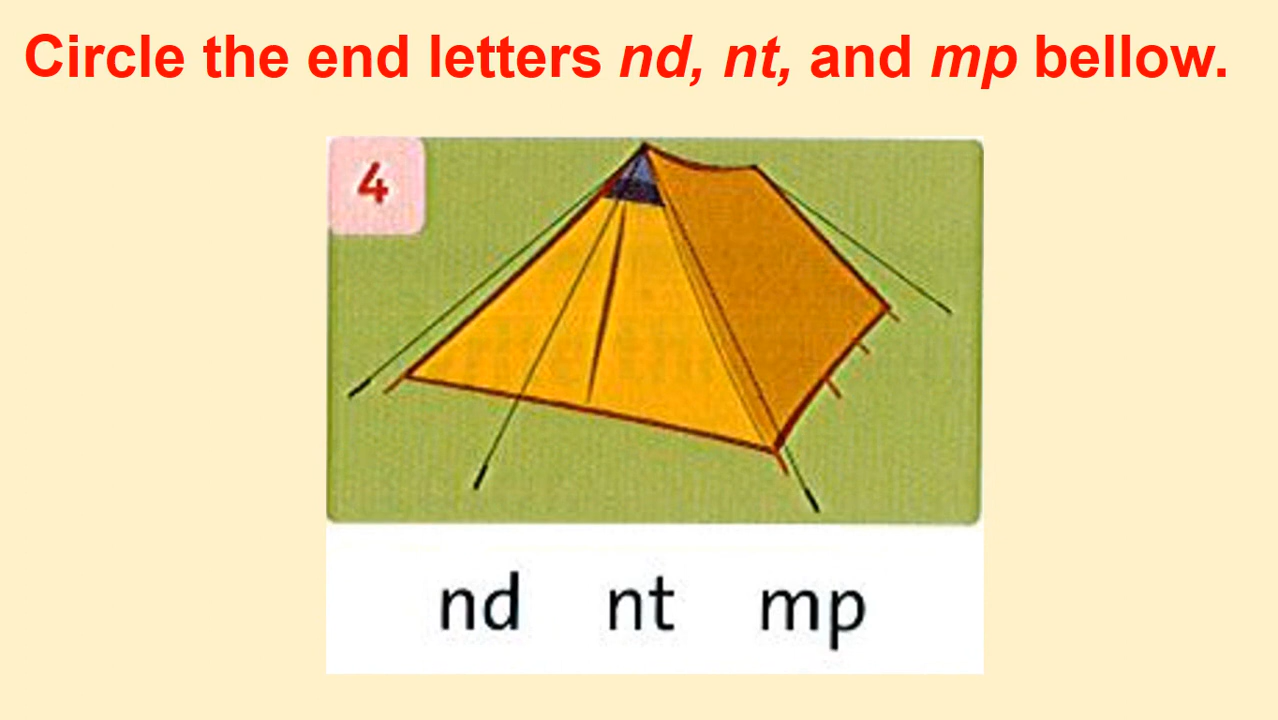 Circle the end letters nd, nt, and mp bellow.
4
nd nt mp